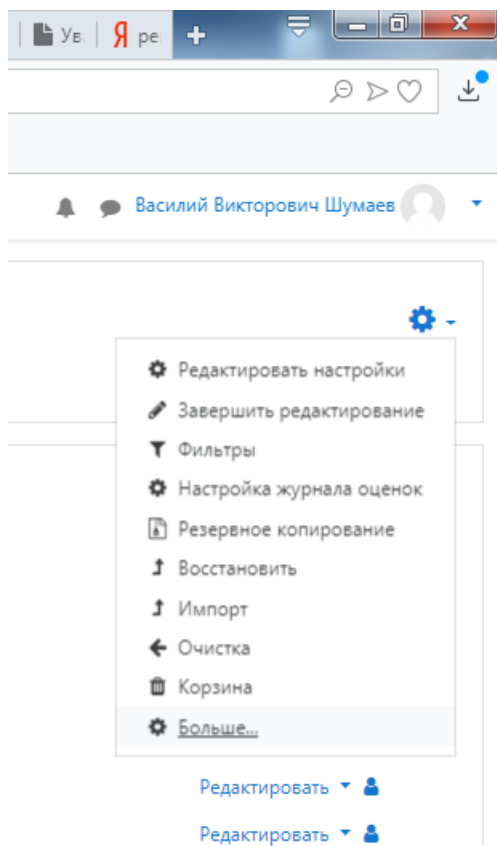 Ув
Я ре
Василий Викторович Шумаев
Редактировать настройки
Завершить редактирование
Фильтры
Настройка журнала оценок
Резервное копирование
Восстановить
Импорт
Очистка
Корзина
Больше...
Редактировать
Редактировать